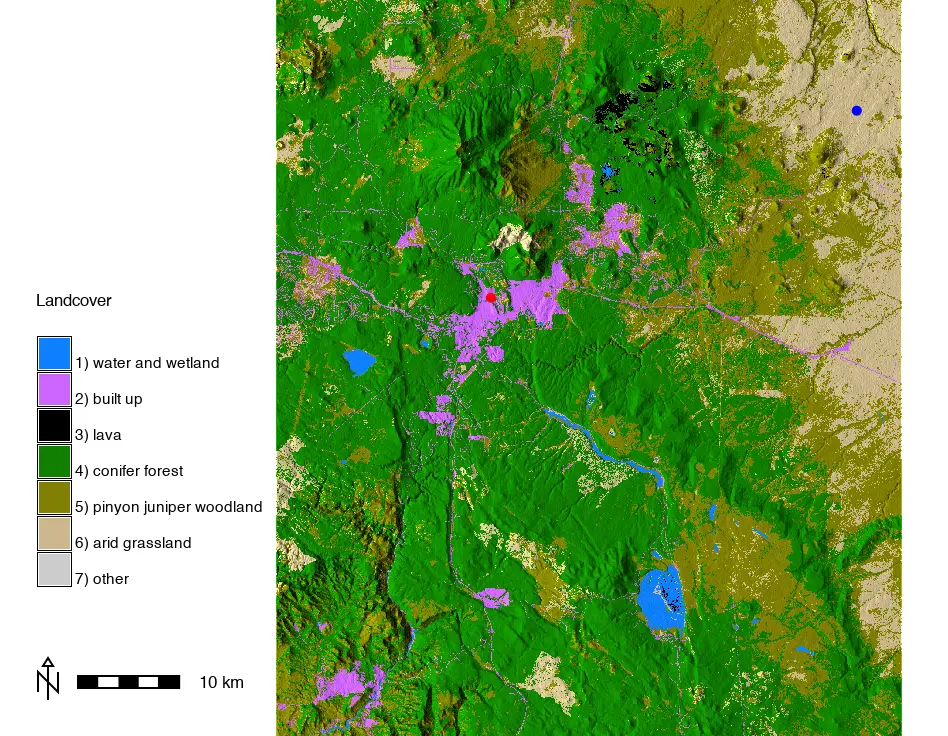 Landcover
1) water and wetland
2) built up
3) lava
4) conifer forest
5) pinyon juniper woodland
6) arid grassland
7) other
N
10 km